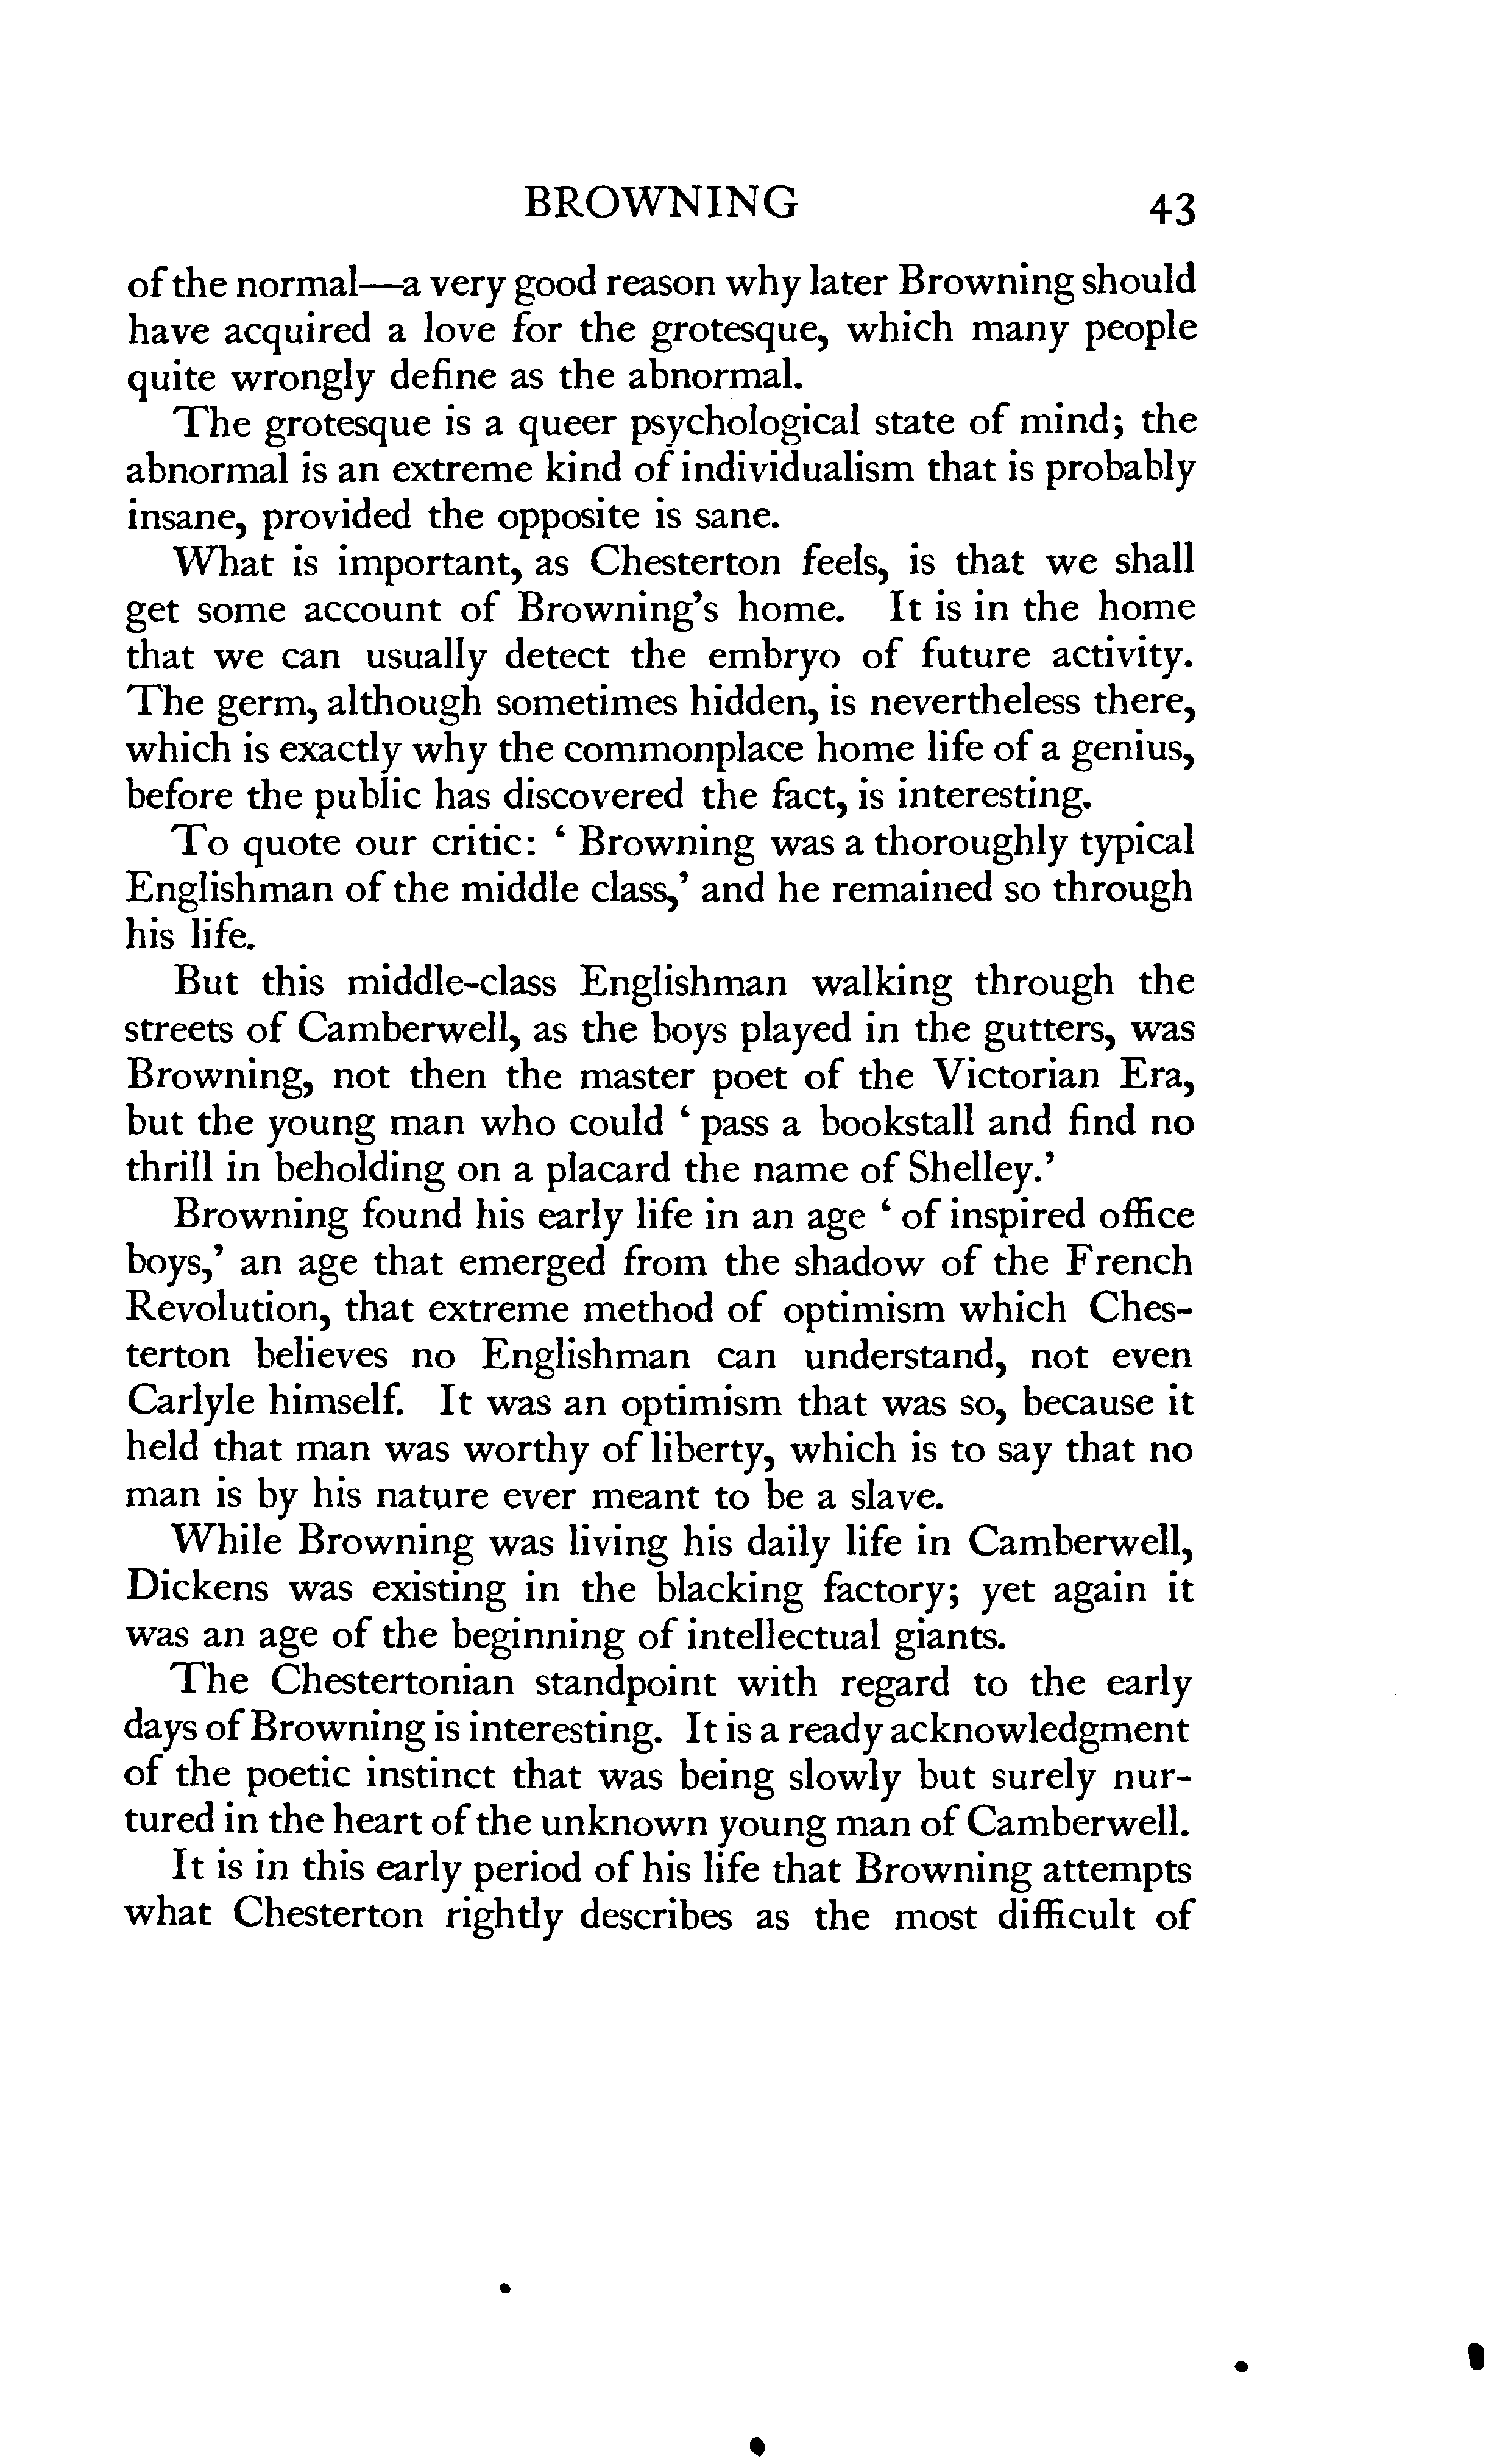 BROWNING 43
of the normal—a very good reason why later Browning should
have acquired a love for the grotesque, which many people
quite wrongly define as the abnormal.
The grotesque is a queer psychological state of mind; the
abnormal is an extreme kind of individualism that is probably
insane, provided the opposite is sane.
What is important, as Chesterton feels, is that we shall
get some account of Browning's home. It is in the home
that we can usually detect the embryo of future activity.
The germ, although sometimes hidden, is nevertheless there,
which is exactly why the commonplace home life of a genius,
before the public has discovered the fact, is interesting.
To quote our critic: ‘ Browning was a thoroughly typical
Englishman of the middle class,’ and he remained so through
his life.
But this middle-class Englishman walking through the
streets of Camberwell, as the boys played in the gutters, was
Browning, not then the master poet of the Victorian Era,
but the young man who could ‘ pass a bookstall and find no
thrill in beholding on a placard the name of Shelley.’
Browning found his early life in an age ‘ of inspired office
boys,’ an age that emerged from the shadow of the French
Revolution, that extreme method of optimism which Ches-
terton believes no Englishman can understand, not even
Carlyle himself. It was an optimism that was so, because it
held that man was worthy of liberty, which is to say that no
man is by his nature ever meant to be a slave.
While Browning was living his daily life in Camberwell,
Dickens was existing in the blacking factory; yet again it
was an age of the beginning of intellectual giants.
The Chestertonian standpoint with regard to the early
days of Browning is interesting. It is a ready acknowledgment
of the poetic instinct that was being slowly but surely nur-
tured in the heart of the unknown young man of Camberwell.
It is in this early period of his life that Browning attempts
what Chesterton rightly describes as the most difficult of